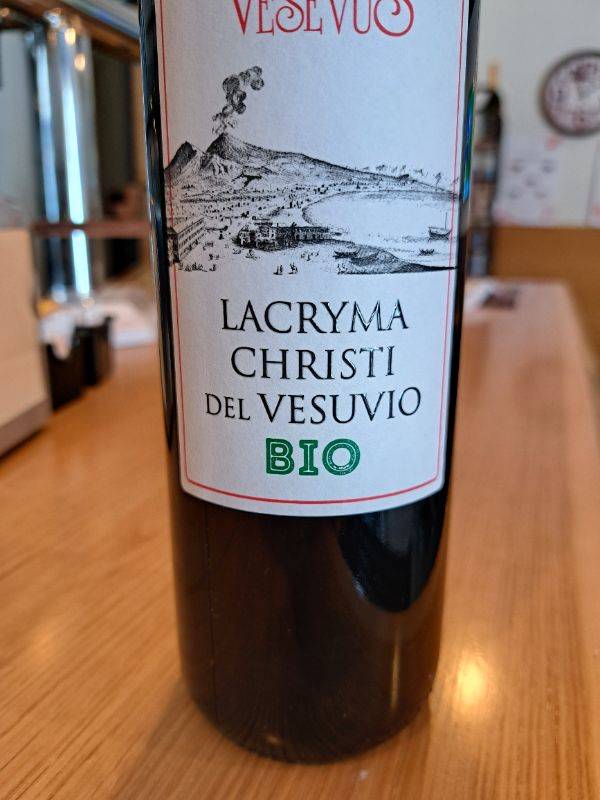 VESEVUS
LACRYMA
CHRISTI
DEL VESUVIO
BIO